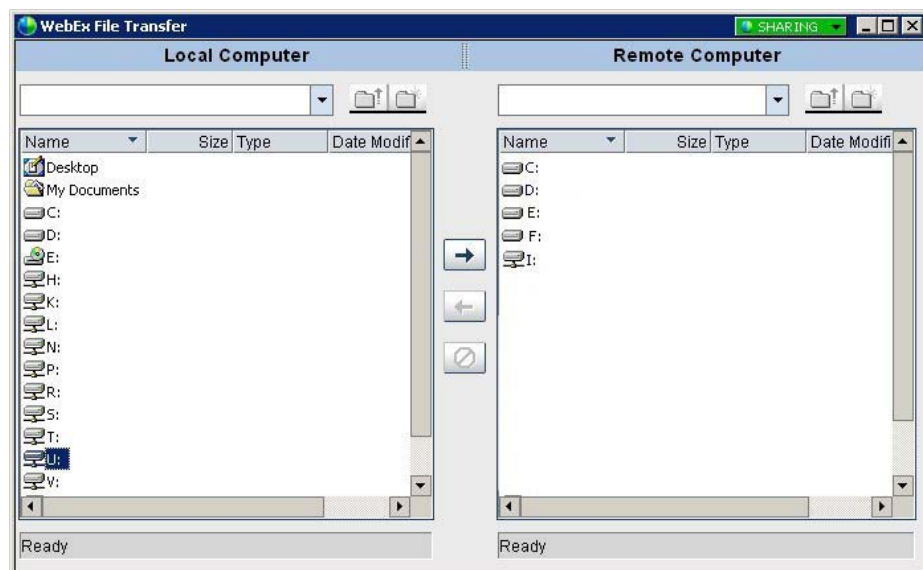 WebEx File Transfer SHARING
Local Computer Remote Computer
Name Size Type Date Modif
Desktop
My Documents
C:
D:
E:
H:
K:
L:
N:
P:
R:
S:
T:
U:
V:
Ready
Name Size Type Date Modifi
C:
D:
E:
F:
I:
Ready